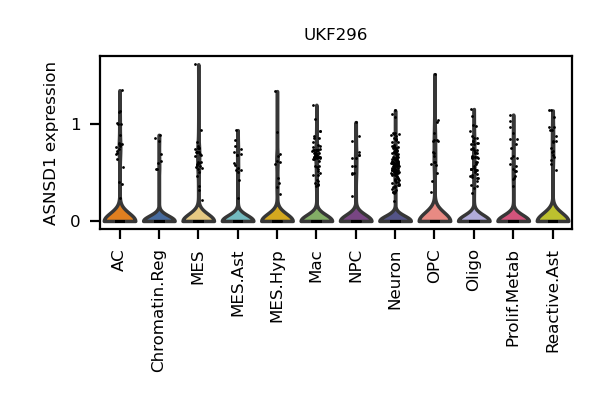 UKF296
ASNSD1 expression
1
0
AC
Chromatin.Reg
MES
MES.Ast
MES.Hyp
Mac
NPC
Neuron
OPC
Oligo
Prolif.Metab
Reactive.Ast